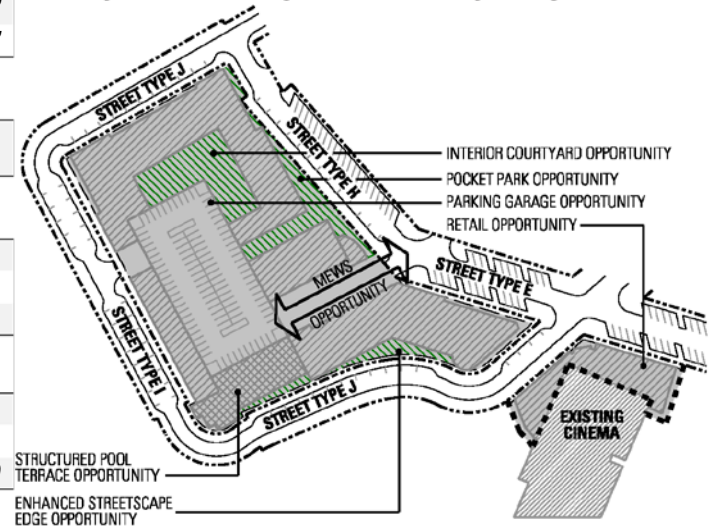 STREET TYPE J
STREET TYPE H
INTERIOR COURTYARD OPPORTUNITY
POCKET PARK OPPORTUNITY
PARKING GARAGE OPPORTUNITY
RETAIL OPPORTUNITY
MEWS
OPPORTUNITY
STREET TYPE E
STREET TYPE I
STREET TYPE J
EXISTING
CINEMA
STRUCTURED POOL
TERRACE OPPORTUNITY
ENHANCED STREETSCAPE
EDGE OPPORTUNITY